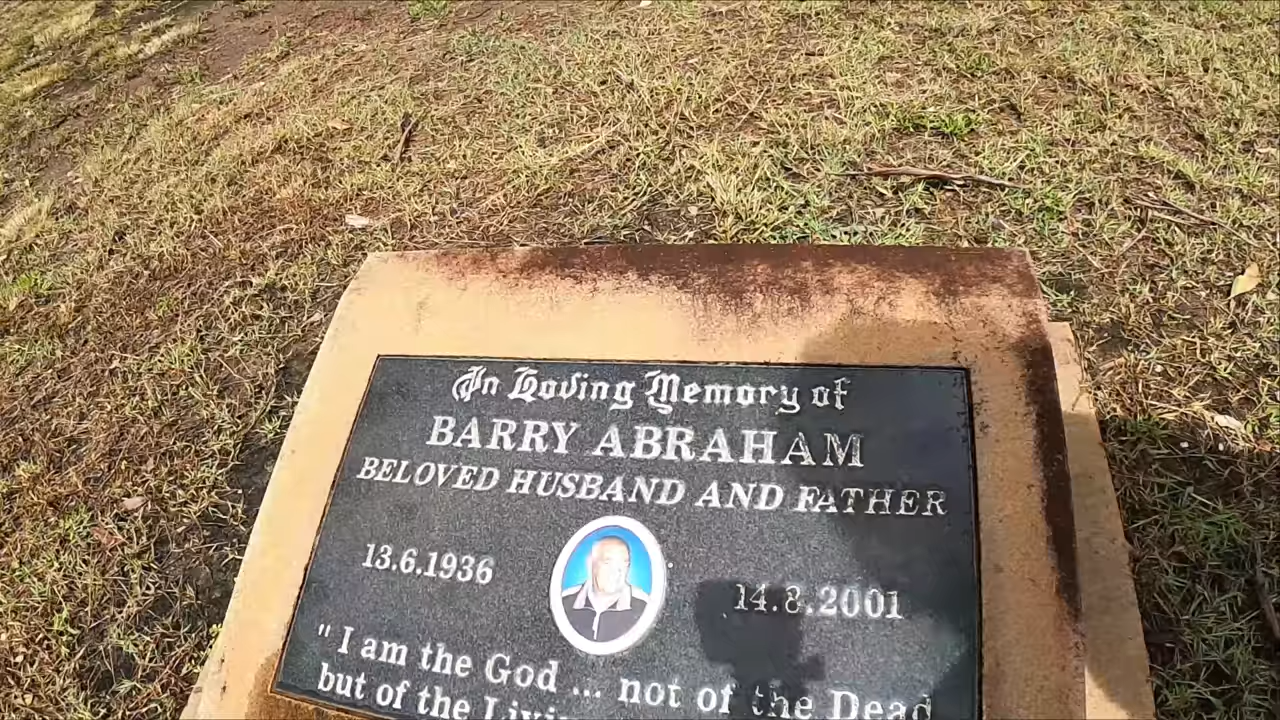 In Loving Memory of
BARRY ABRAHAM
BELOVED HUSBAND AND FATHER
13.6.1936
14.8.2001
" I am the God ... not of the Dead
but of the